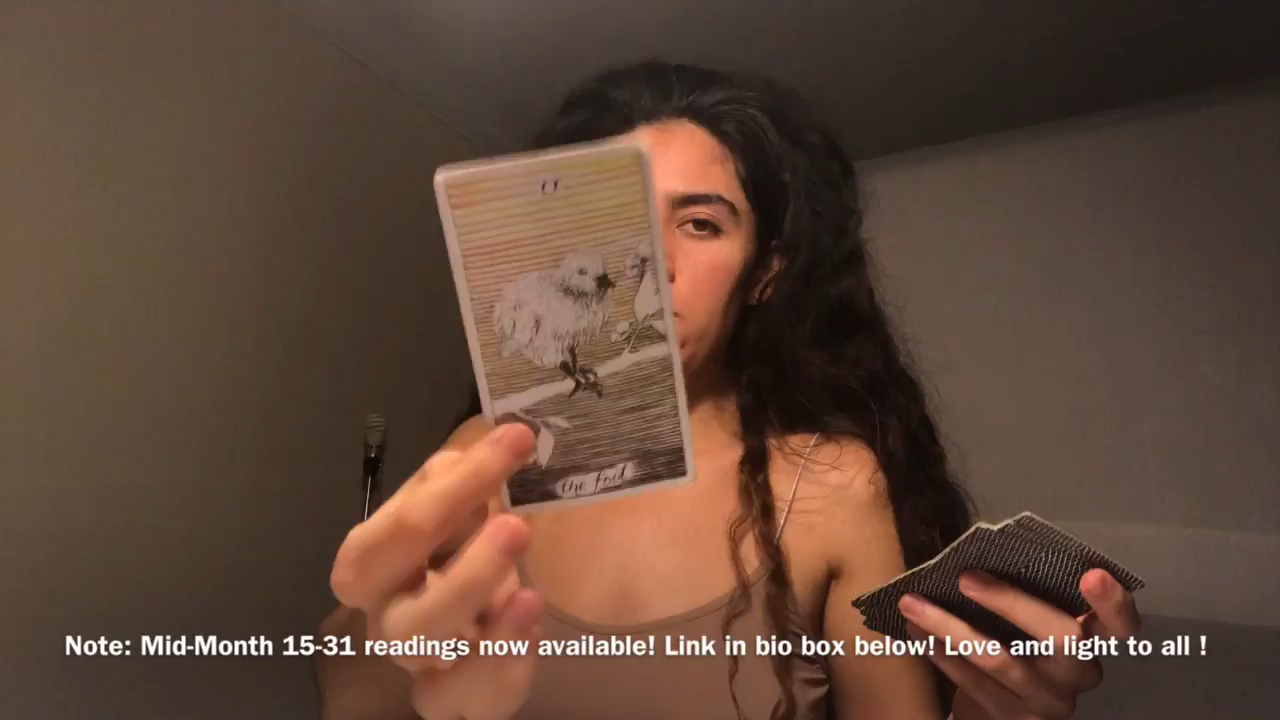 0
the fool
Note: Mid-Month 15-31 readings now available! Link in bio box below! Love and light to all !